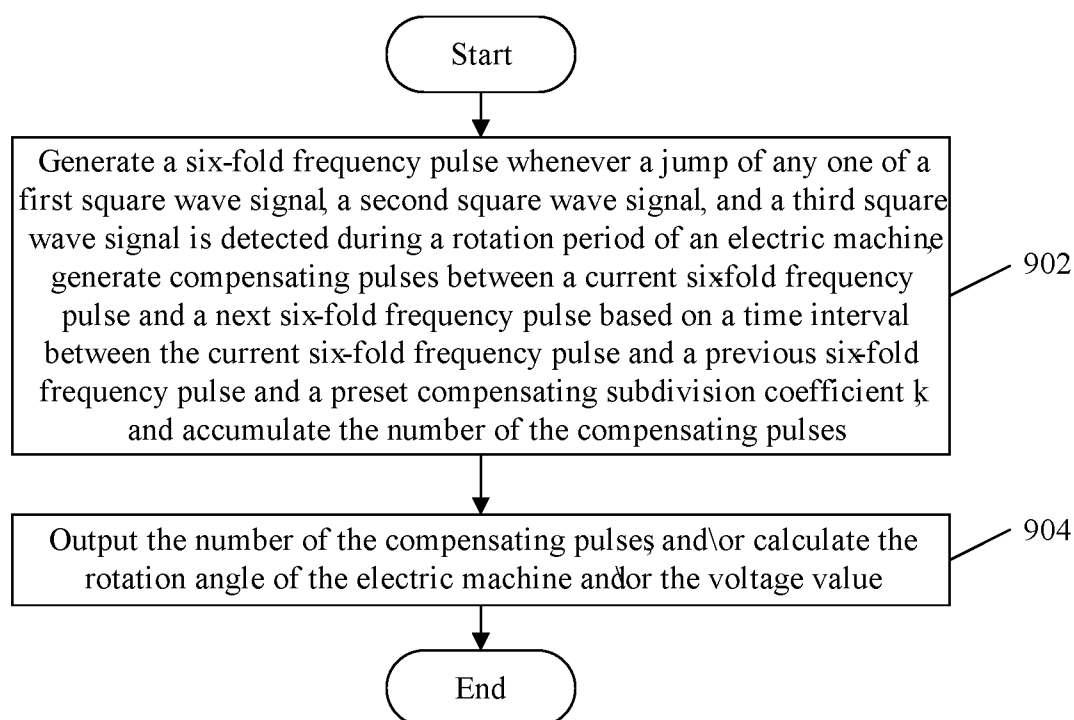 Start
Generate a six-fold frequency pulse whenever a jump of any one of a
first square wave signal, a second square wave signal, and a third square
wave signal is detected during a rotation period of an electric machine,
generate compensating pulses between a current six-fold frequency
pulse and a next six-fold frequency pulse based on a time interval
between the current six-fold frequency pulse and a previous six-fold
frequency pulse and a preset compensating subdivision coefficient k,
and accumulate the number of the compensating pulses
902
Output the number of the compensating pulses, and\or calculate the
rotation angle of the electric machine and\or the voltage value
904
End